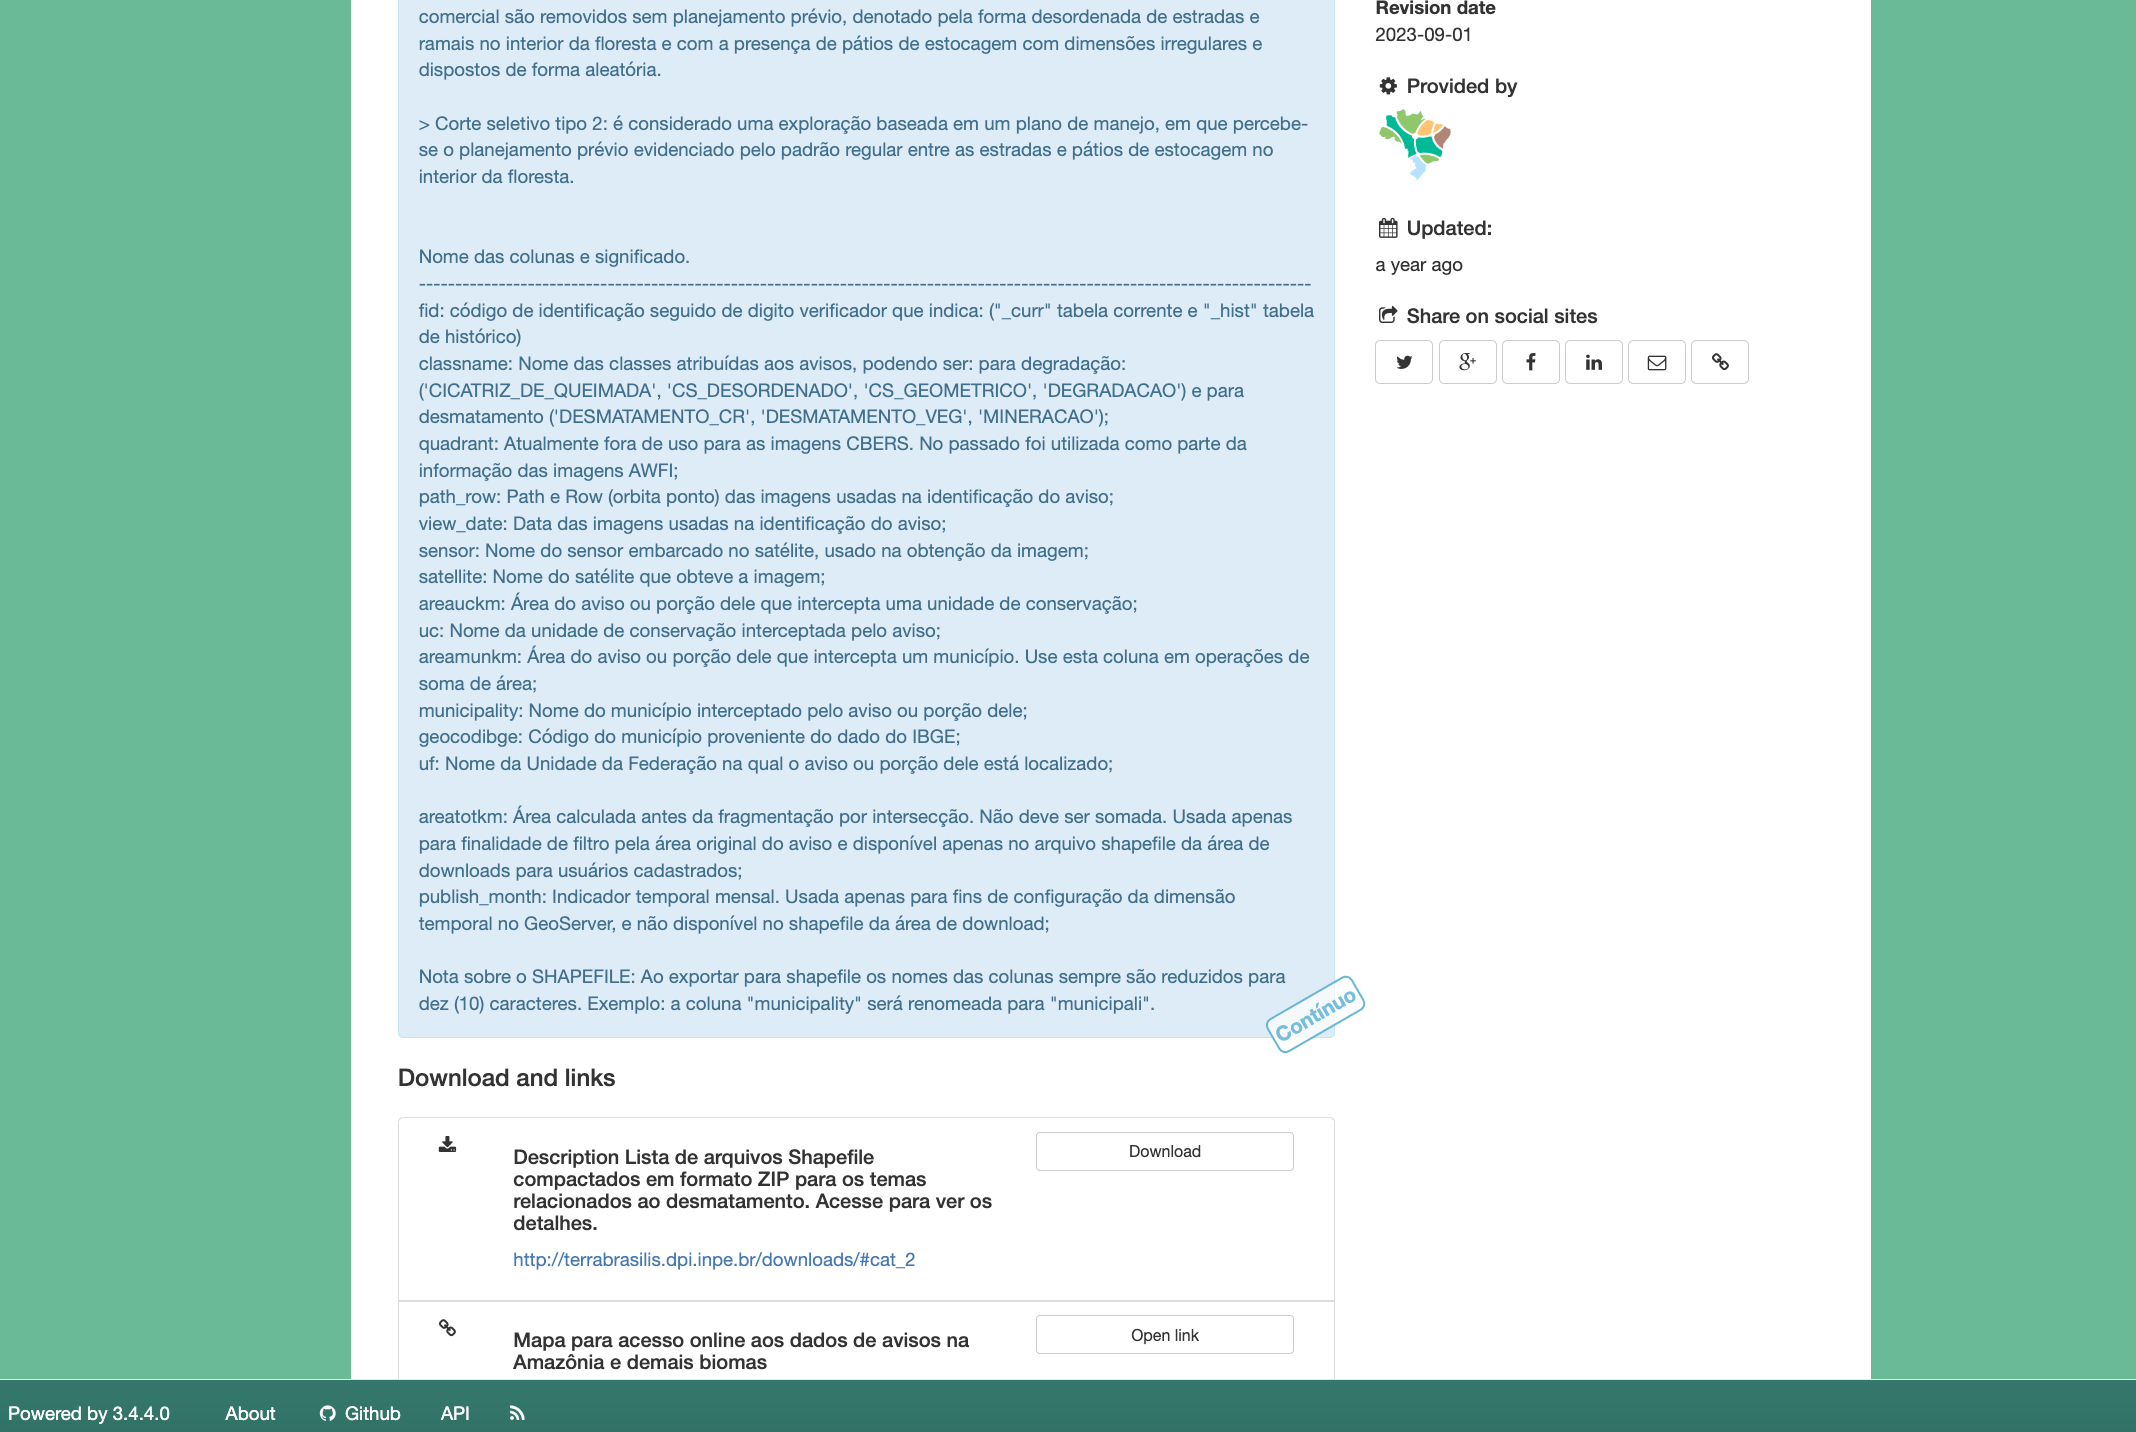 comercial são removidos sem planejamento prévio, denotado pela forma desordenada de estradas e
ramais no interior da floresta e com a presença de pátios de estocagem com dimensões irregulares e
dispostos de forma aleatória.
> Corte seletivo tipo 2: é considerado uma exploração baseada em um plano de manejo, em que percebe-
se o planejamento prévio evidenciado pelo padrão regular entre as estradas e pátios de estocagem no
interior da floresta.
Nome das colunas e significado.
---------------------------------------------------------------------------------------------------------------------------
fid: código de identificação seguido de digito verificador que indica: ("_curr" tabela corrente e "_hist" tabela
de histórico)
classname: Nome das classes atribuídas aos avisos, podendo ser: para degradação:
('CICATRIZ_DE_QUEIMADA', 'CS_DESORDENADO', 'CS_GEOMETRICO', 'DEGRADACAO') e para
desmatamento ('DESMATAMENTO_CR', 'DESMATAMENTO_VEG', 'MINERACAO');
quadrant: Atualmente fora de uso para as imagens CBERS. No passado foi utilizada como parte da
informação das imagens AWFI;
path_row: Path e Row (orbita ponto) das imagens usadas na identificação do aviso;
view_date: Data das imagens usadas na identificação do aviso;
sensor: Nome do sensor embarcado no satélite, usado na obtenção da imagem;
satellite: Nome do satélite que obteve a imagem;
areauckm: Área do aviso ou porção dele que intercepta uma unidade de conservação;
uc: Nome da unidade de conservação interceptada pelo aviso;
areamunkm: Área do aviso ou porção dele que intercepta um município. Use esta coluna em operações de
soma de área;
municipality: Nome do município interceptado pelo aviso ou porção dele;
geocodibge: Código do município proveniente do dado do IBGE;
uf: Nome da Unidade da Federação na qual o aviso ou porção dele está localizado;
areatotkm: Área calculada antes da fragmentação por intersecção. Não deve ser somada. Usada apenas
para finalidade de filtro pela área original do aviso e disponível apenas no arquivo shapefile da área de
downloads para usuários cadastrados;
publish_month: Indicador temporal mensal. Usada apenas para fins de configuração da dimensão
temporal no GeoServer, e não disponível no shapefile da área de download;
Nota sobre o SHAPEFILE: Ao exportar para shapefile os nomes das colunas sempre são reduzidos para
dez (10) caracteres. Exemplo: a coluna "municipality" será renomeada para "municipali".
Contínuo
Download and links
Description Lista de arquivos Shapefile
compactados em formato ZIP para os temas
relacionados ao desmatamento. Acesse para ver os
detalhes.
http://terrabrasilis.dpi.inpe.br/downloads/#cat_2
Download
Mapa para acesso online aos dados de avisos na
Amazônia e demais biomas
Open link
Revision date
2023-09-01
Provided by
Updated:
a year ago
Share on social sites
Powered by 3.4.4.0
About
Github
API